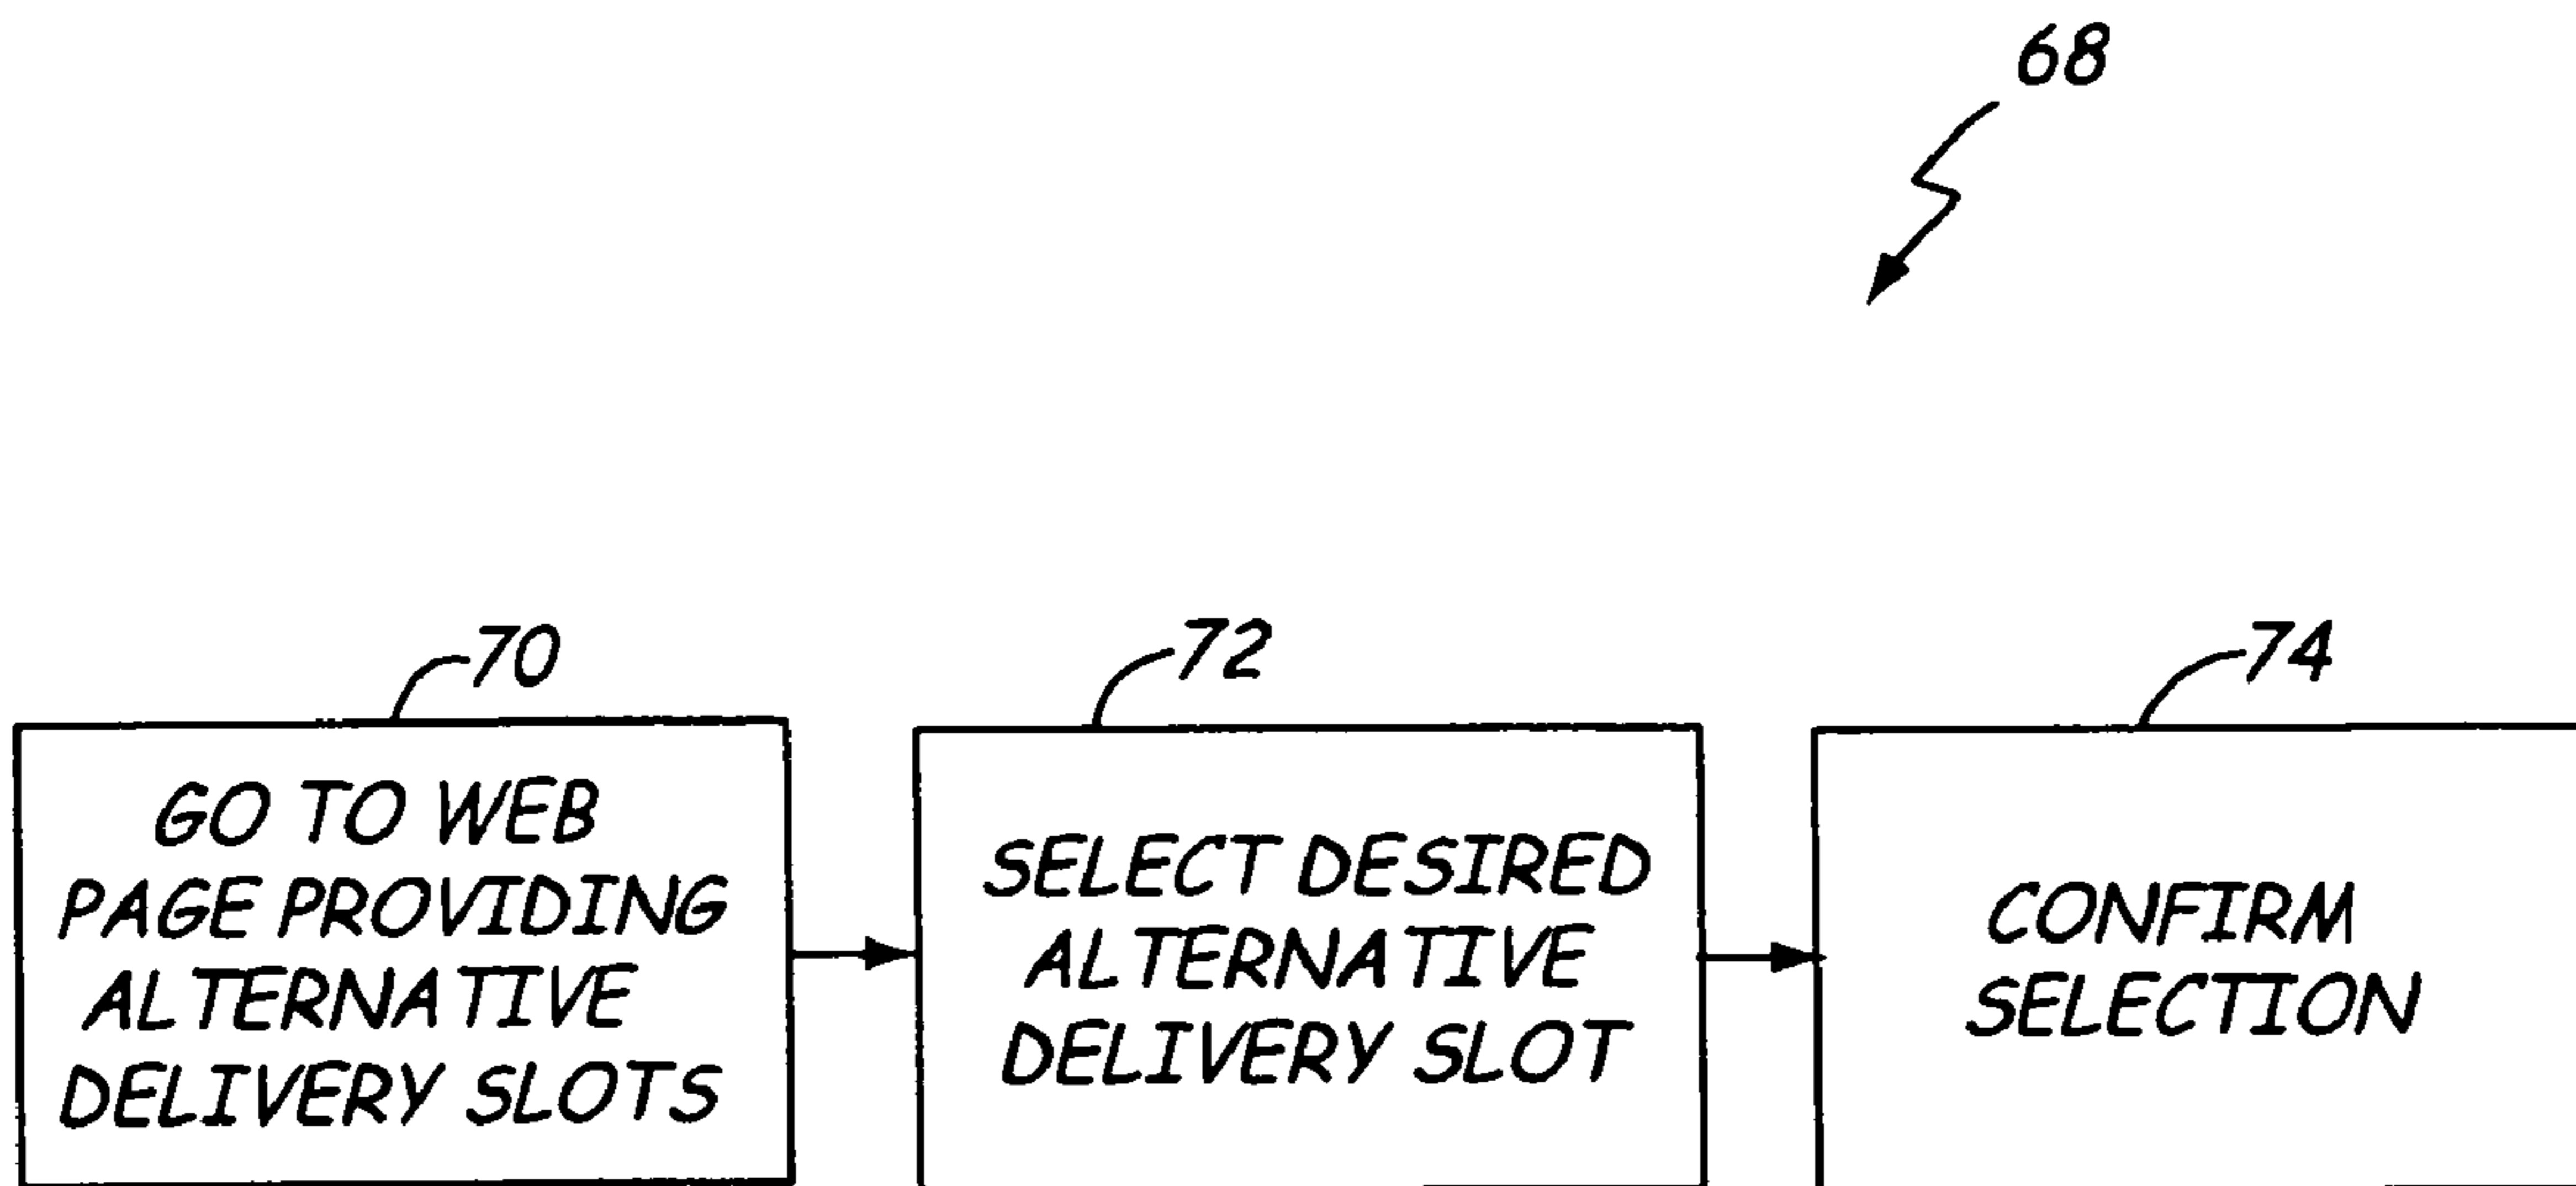 68
70
72
74
GO TO WEB
PAGE PROVIDING
ALTERNATIVE
DELIVERY SLOTS
SELECT DESIRED
ALTERNATIVE
DELIVERY SLOT
CONFIRM
SELECTION